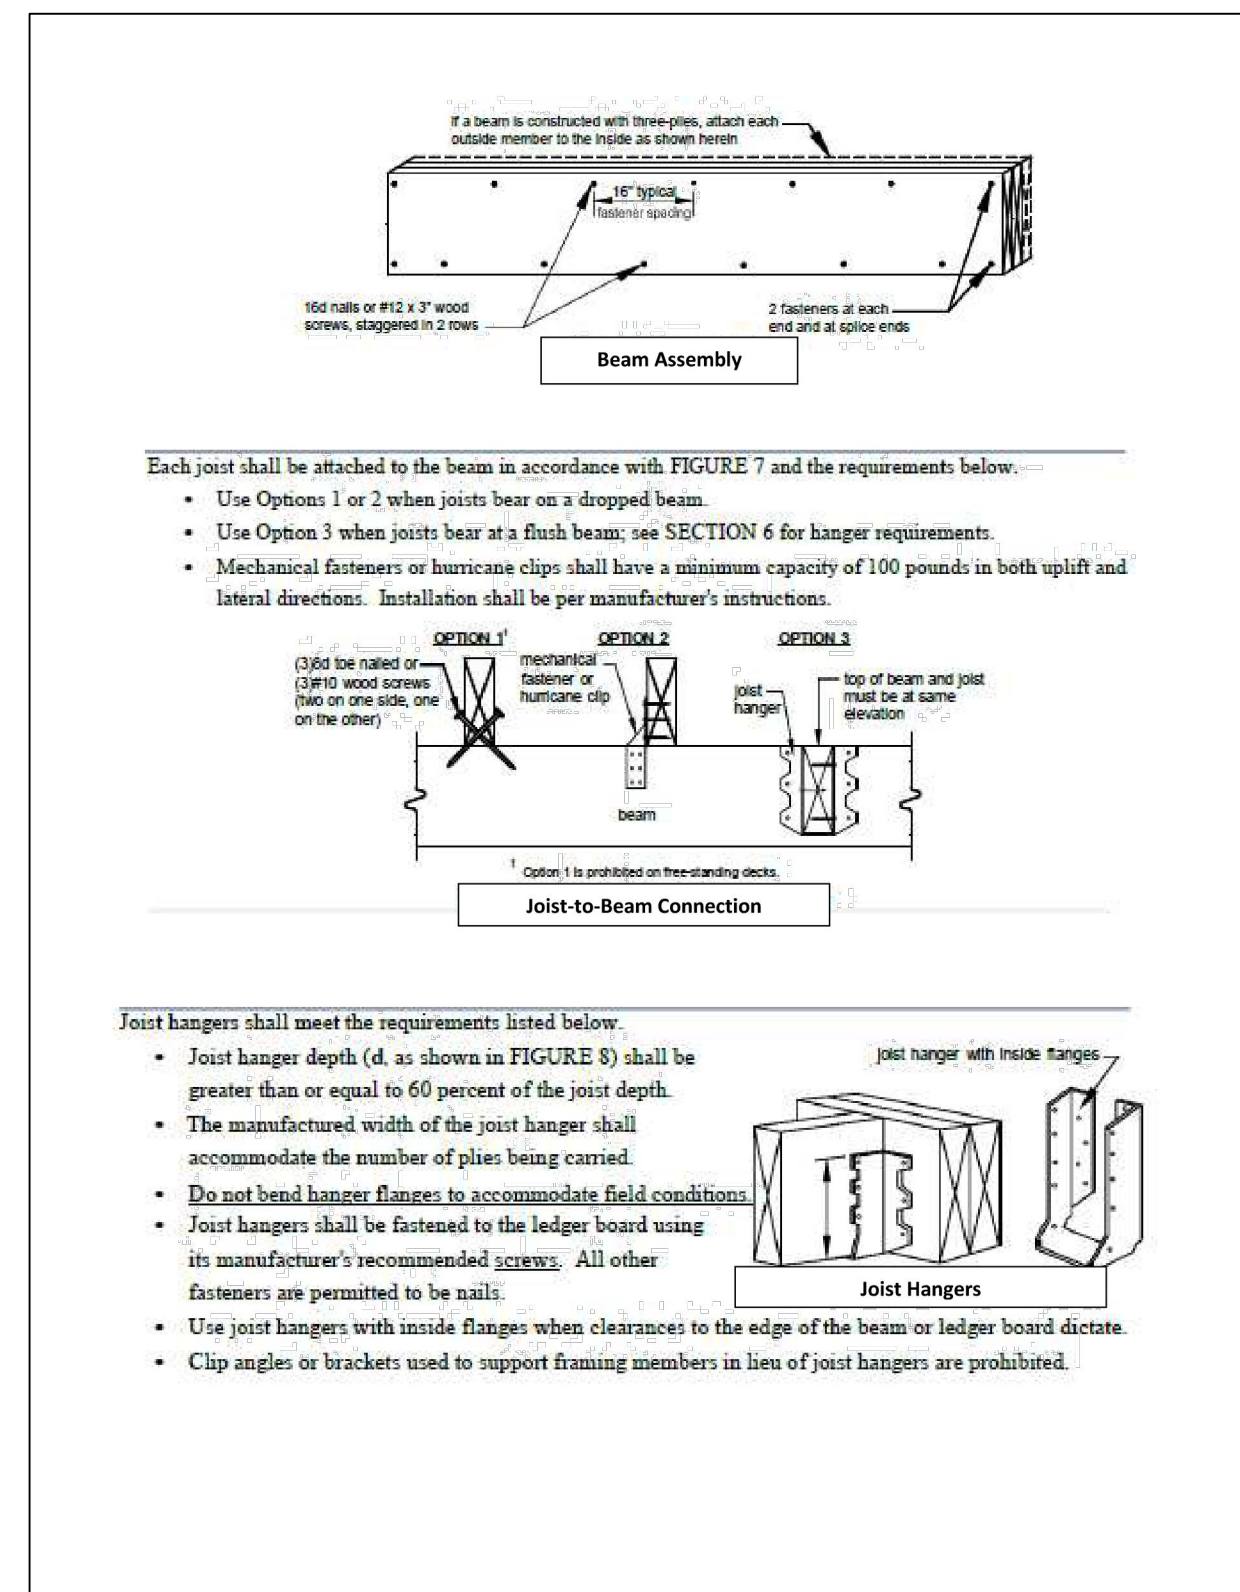 If a beam is constructed with three-plies, attach each
outside member to the inside as shown herein
16" typical
fastener spacing
16d nails or #12 x 3" wood
screws, staggered in 2 rows
2 fasteners at each
end and at splice ends
Beam Assembly
Each joist shall be attached to the beam in accordance with FIGURE 7 and the requirements below.
• Use Options 1 or 2 when joists bear on a dropped beam.
• Use Option 3 when joists bear at a flush beam; see SECTION 6 for hanger requirements.
• Mechanical fasteners or hurricane clips shall have a minimum capacity of 100 pounds in both uplift and
lateral directions. Installation shall be per manufacturer's instructions.
OPTION 1†
OPTION 2
OPTION 3
(3)8d toe nailed or
(3)#10 wood screws
(two on one side, one
on the other)
mechanical
fastener or
hurricane clip
joist
hanger
top of beam and joist
must be at same
elevation
beam
† Option 1 is prohibited on free-standing decks.
Joist-to-Beam Connection
Joist hangers shall meet the requirements listed below.
• Joist hanger depth (d, as shown in FIGURE 8) shall be
greater than or equal to 60 percent of the joist depth.
• The manufactured width of the joist hanger shall
accommodate the number of plies being carried.
• Do not bend hanger flanges to accommodate field conditions.
• Joist hangers shall be fastened to the ledger board using
its manufacturer's recommended screws. All other
fasteners are permitted to be nails.
• Use joist hangers with inside flanges when clearances to the edge of the beam or ledger board dictate.
• Clip angles or brackets used to support framing members in lieu of joist hangers are prohibited.
joist hanger with inside flanges
Joist Hangers